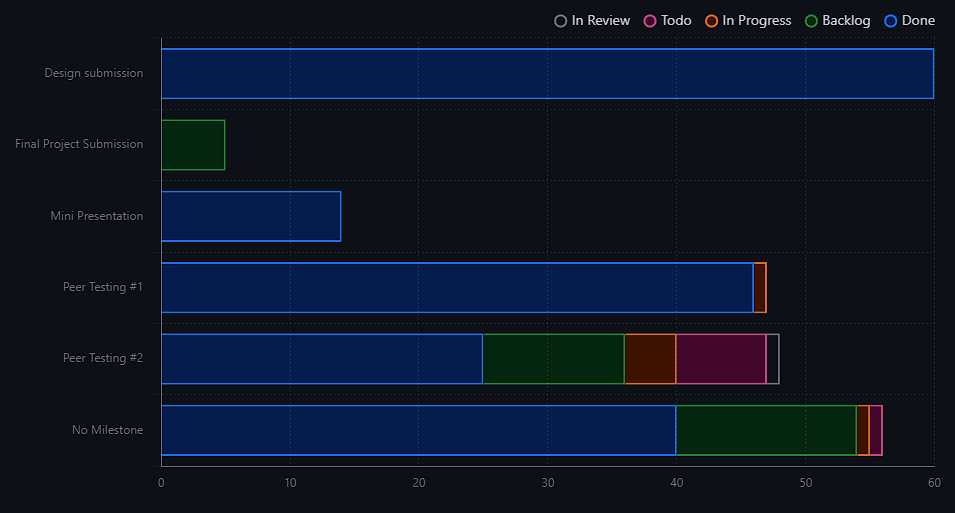 In Review Todo In Progress Backlog Done
Design submission
Final Project Submission
Mini Presentation
Peer Testing #1
Peer Testing #2
No Milestone
0 10 20 30 40 50 60